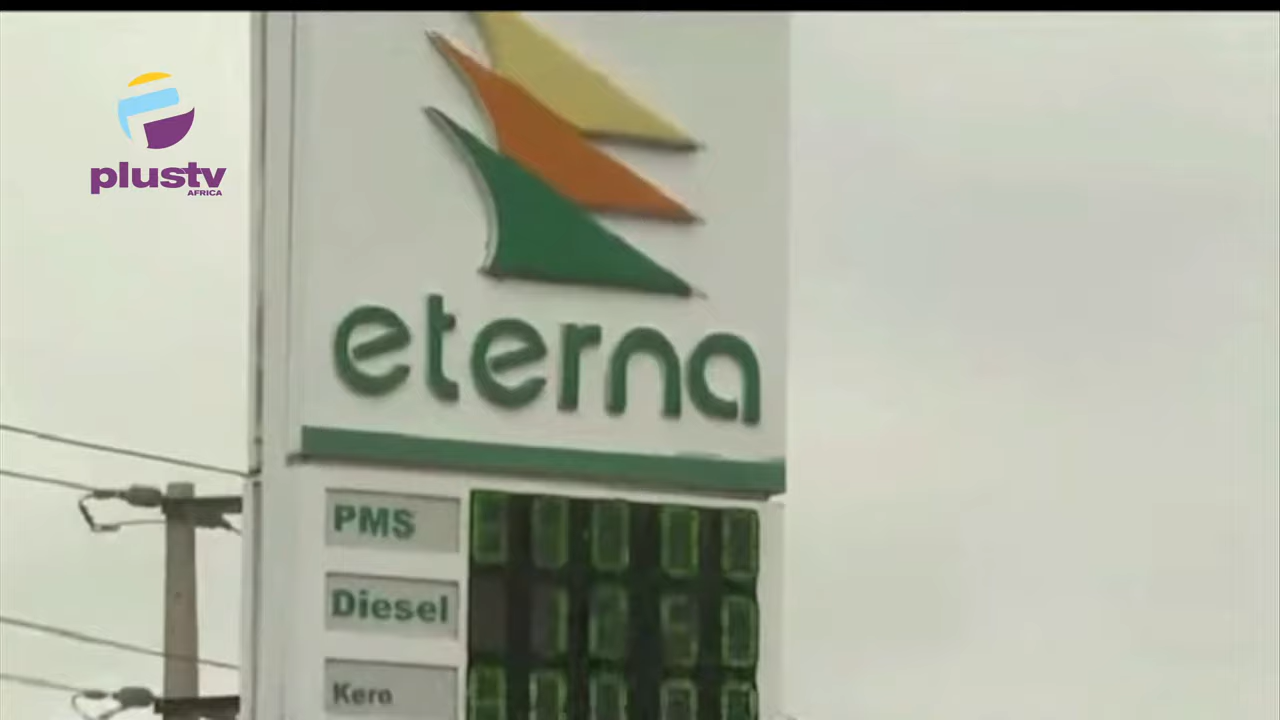 plustv
AFRICA
eterna
PMS
Diesel
Kero